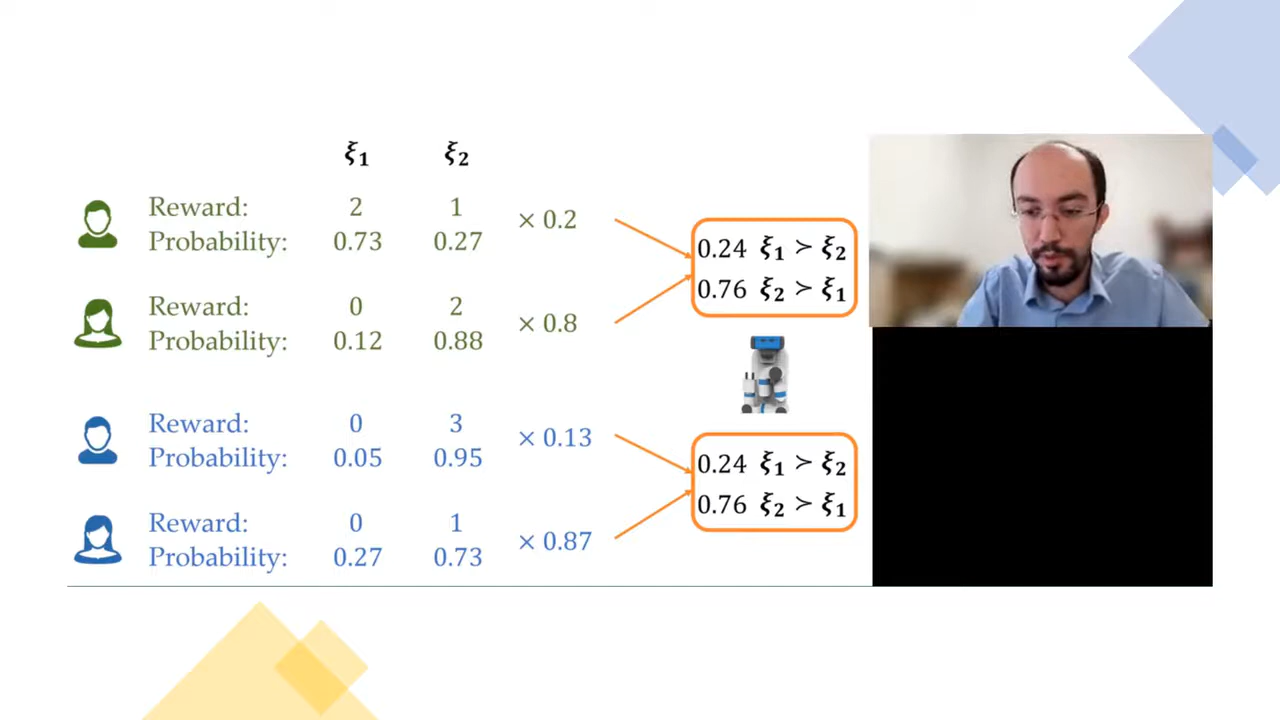 ξ₁ ξ₂
Reward: 2 1
× 0.2
Probability: 0.73 0.27
0.24 ξ₁ ≻ ξ₂
0.76 ξ₂ ≻ ξ₁
Reward: 0 2
× 0.8
Probability: 0.12 0.88
Reward: 0 3
× 0.13
Probability: 0.05 0.95
0.24 ξ₁ ≻ ξ₂
0.76 ξ₂ ≻ ξ₁
Reward: 0 1
× 0.87
Probability: 0.27 0.73